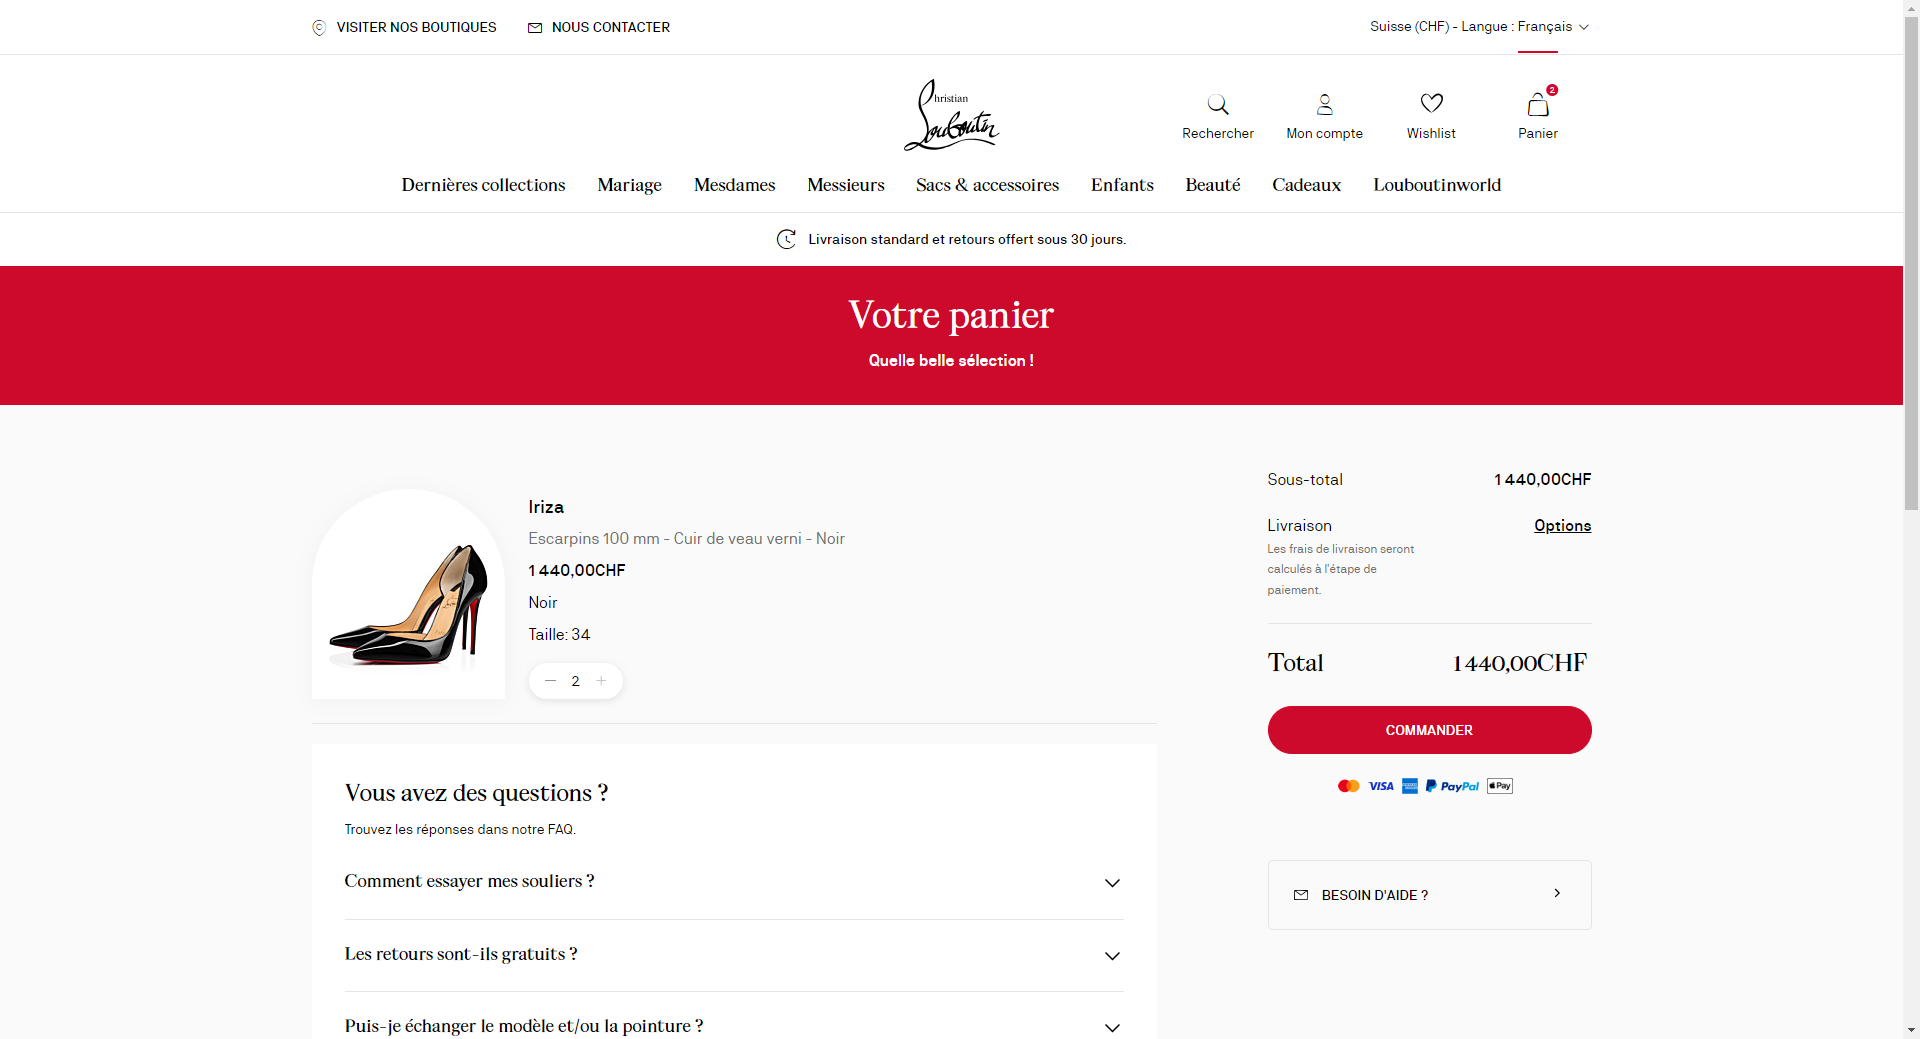 VISITER NOS BOUTIQUES
NOUS CONTACTER
Suisse (CHF) - Langue : Français
Christian
Louboutin
Rechercher
Mon compte
Wishlist
2
Panier
Dernières collections
Mariage
Mesdames
Messieurs
Sacs & accessoires
Enfants
Beauté
Cadeaux
Louboutinworld
Livraison standard et retours offert sous 30 jours.
Votre panier
Quelle belle sélection !
Iriza
Escarpins 100 mm - Cuir de veau verni - Noir
1 440,00CHF
Noir
Taille: 34
2
Sous-total 1 440,00CHF
Livraison Options
Les frais de livraison seront
calculés à l'étape de
paiement.
Total 1 440,00CHF
COMMANDER
VISA
PayPal
Pay
BESOIN D'AIDE ?
Vous avez des questions ?
Trouvez les réponses dans notre FAQ.
Comment essayer mes souliers ?
Les retours sont-ils gratuits ?
Puis-je échanger le modèle et/ou la pointure ?